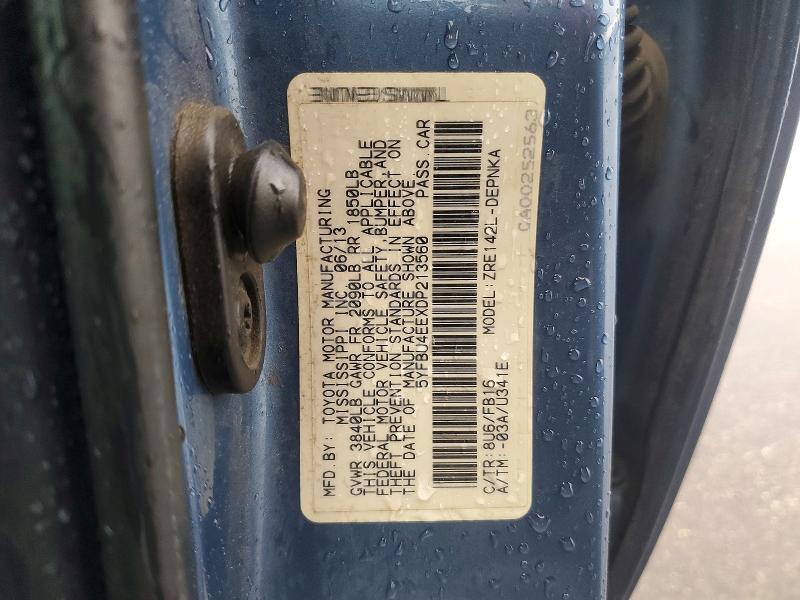 MFD. BY: TOYOTA MOTOR MANUFACTURING
MISSISSIPPI INC 06/13
GVWR 3840LB GAWR FR 2090LB RR 1850LB
THIS VEHICLE CONFORMS TO ALL APPLICABLE
FEDERAL MOTOR VEHICLE SAFETY, BUMPER, AND
THEFT PREVENTION STANDARDS IN EFFECT ON
THE DATE OF MANUFACTURE SHOWN ABOVE.
5YFBU4EEXDP213560 PASS. CAR
C/TR: 8U6/FB16 MODEL: ZRE142L-DEPNKA
A/TM: -03A/U341E
CA00252563